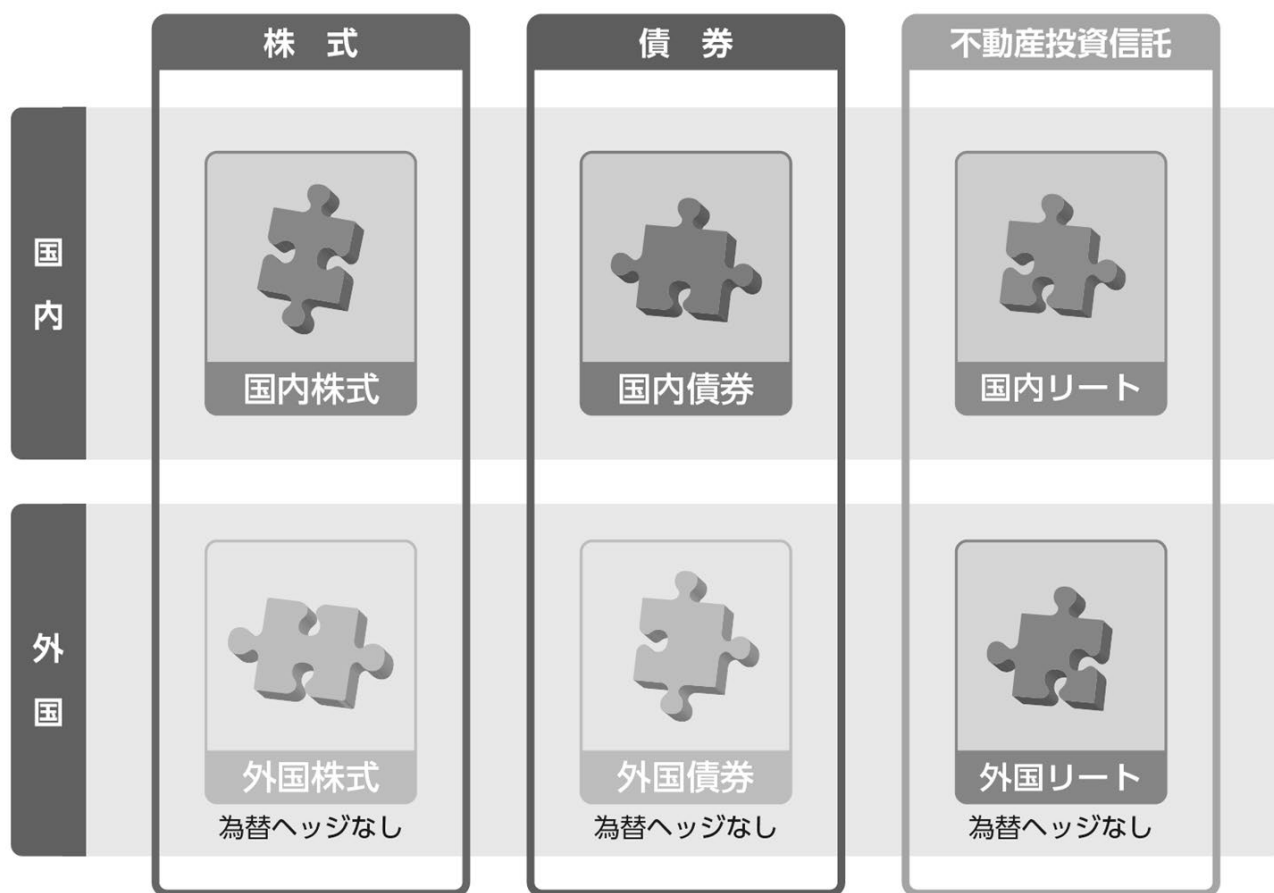 株 式
債 券
不動産投資信託
国内
国内株式
国内債券
国内リート
外国
外国株式
外国債券
外国リート
為替ヘッジなし
為替ヘッジなし
為替ヘッジなし